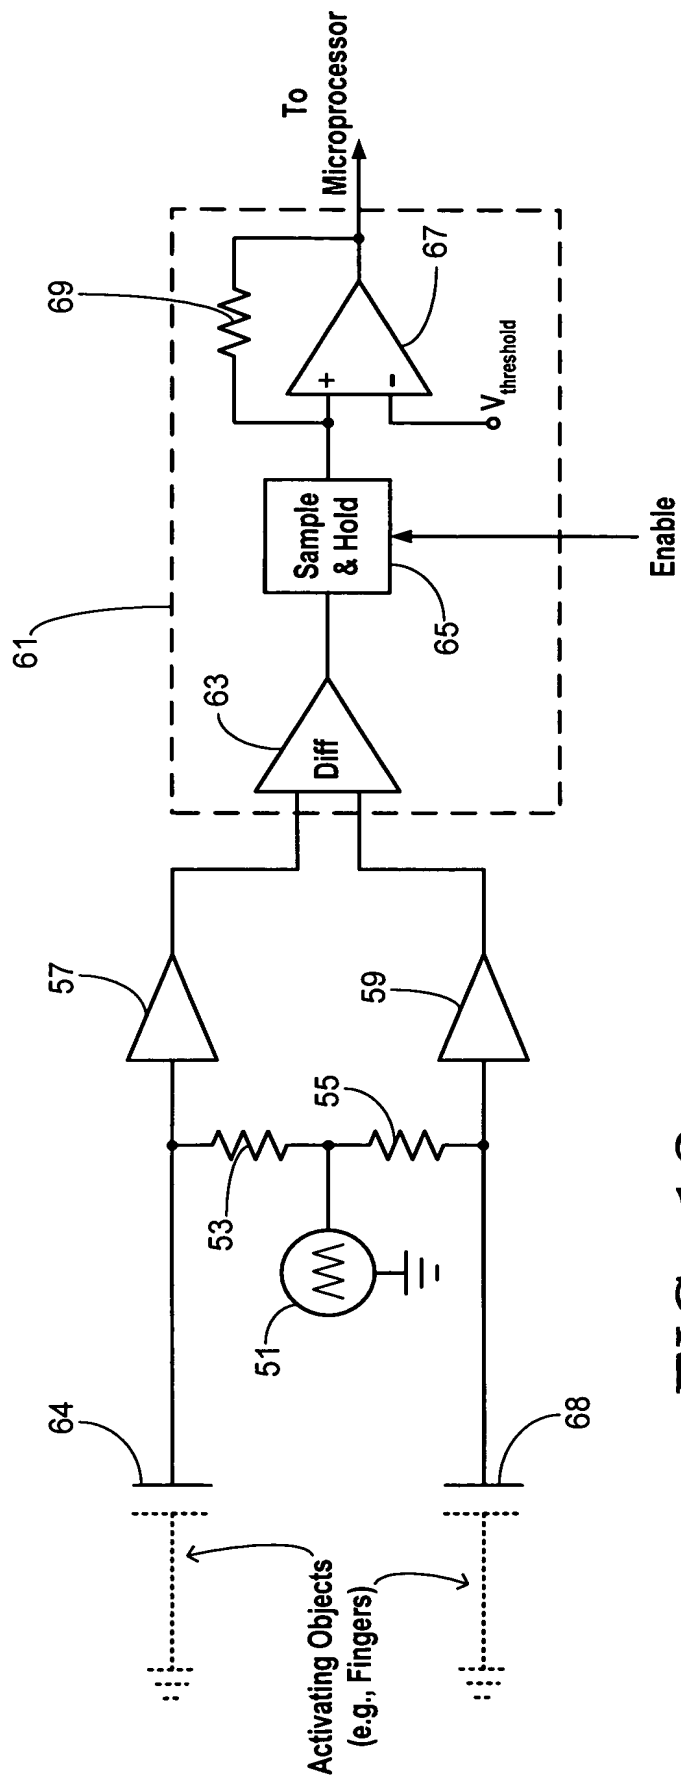 To
Microprocessor
69
67
+
-
Vthreshold
Sample
& Hold
65
Enable
61
63
Diff
57
59
55
53
51
64
68
Activating Objects
(e.g., Fingers)